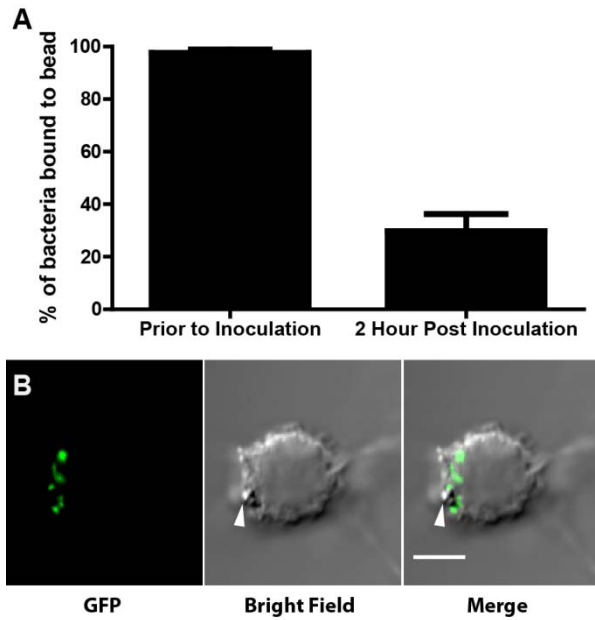 A
% of bacteria bound to bead
100
80
60
40
20
0
Prior to Inoculation
2 Hour Post Inoculation
B
GFP
Bright Field
Merge